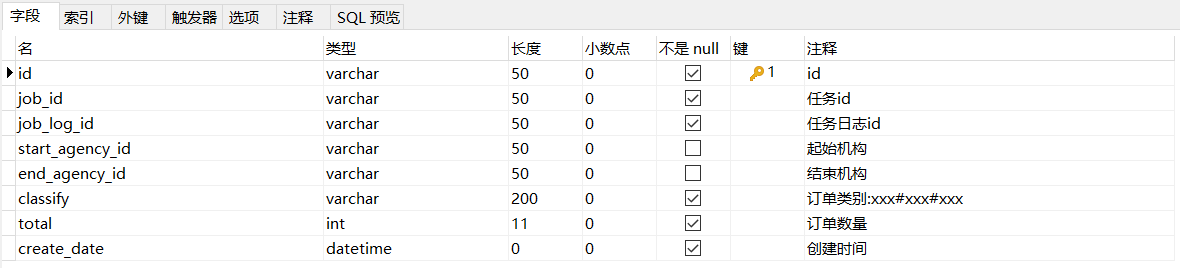 字段 索引 外键 触发器 选项 注释 SQL 预览
名 类型 长度 小数点 不是 null 键 注释
id varchar 50 0 1 id
job_id varchar 50 0 任务id
job_log_id varchar 50 0 任务日志id
start_agency_id varchar 50 0 起始机构
end_agency_id varchar 50 0 结束机构
classify varchar 200 0 订单类别:xxx#xxx#xxx
total int 11 0 订单数量
create_date datetime 0 0 创建时间